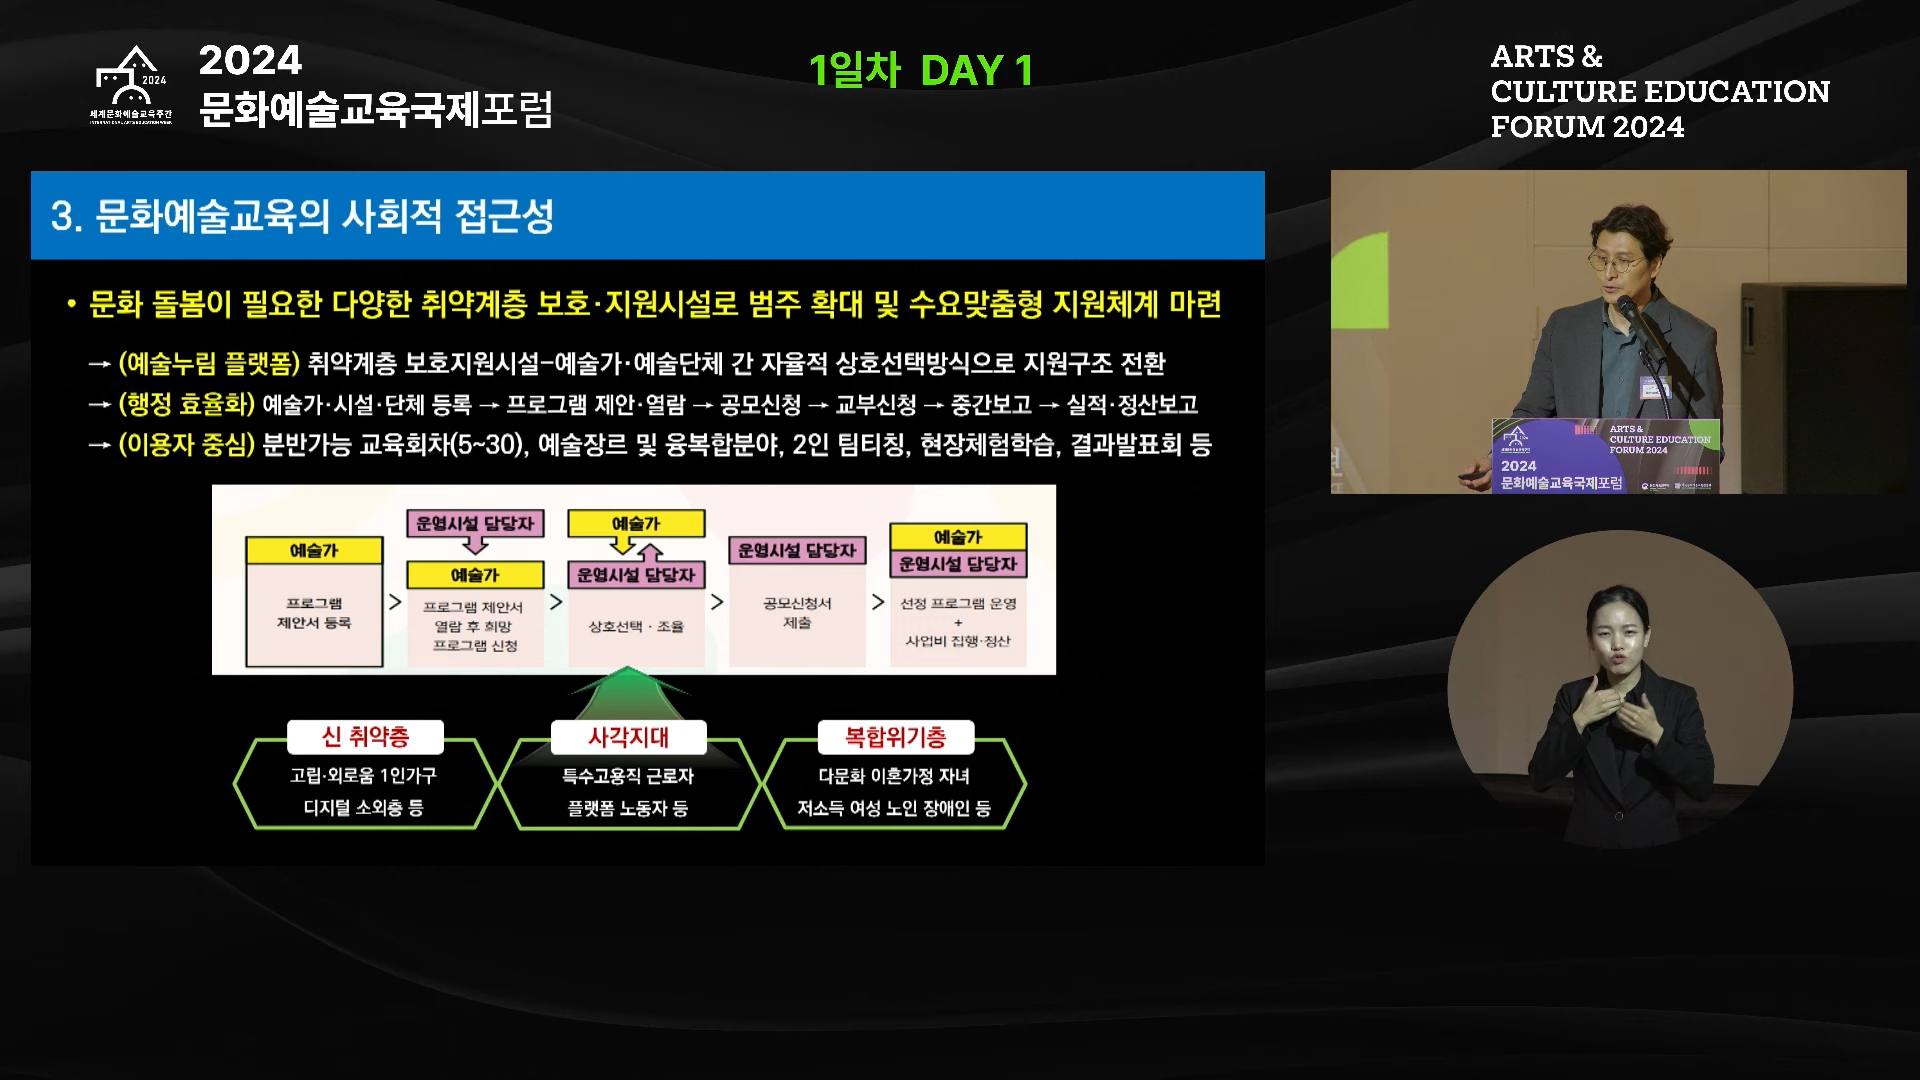 2024
세계문화예술교육주간
INTERNATIONAL ARTS EDUCATION WEEK
2024
문화예술교육국제포럼
1일차 DAY 1
ARTS &
CULTURE EDUCATION
FORUM 2024
3. 문화예술교육의 사회적 접근성
• 문화 돌봄이 필요한 다양한 취약계층 보호·지원시설로 범주 확대 및 수요맞춤형 지원체계 마련
→ (예술누림 플랫폼) 취약계층 보호지원시설-예술가·예술단체 간 자율적 상호선택방식으로 지원구조 전환
→ (행정 효율화) 예술가·시설·단체 등록 → 프로그램 제안·열람 → 공모신청 → 교부신청 → 중간보고 → 실적·정산보고
→ (이용자 중심) 분반가능 교육회차(5~30), 예술장르 및 융복합분야, 2인 팀티칭, 현장체험학습, 결과발표회 등
예술가
프로그램
제안서 등록
>
운영시설 담당자
예술가
프로그램 제안서
열람 후 희망
프로그램 신청
>
예술가
운영시설 담당자
상호선택 · 조율
>
운영시설 담당자
공모신청서
제출
>
예술가
운영시설 담당자
선정 프로그램 운영
+
사업비 집행·정산
신 취약층
고립·외로움 1인가구
디지털 소외층 등
사각지대
특수고용직 근로자
플랫폼 노동자 등
복합위기층
다문화 이혼가정 자녀
저소득 여성 노인 장애인 등
ARTS &
CULTURE EDUCATION
FORUM 2024
2024
문화예술교육국제포럼